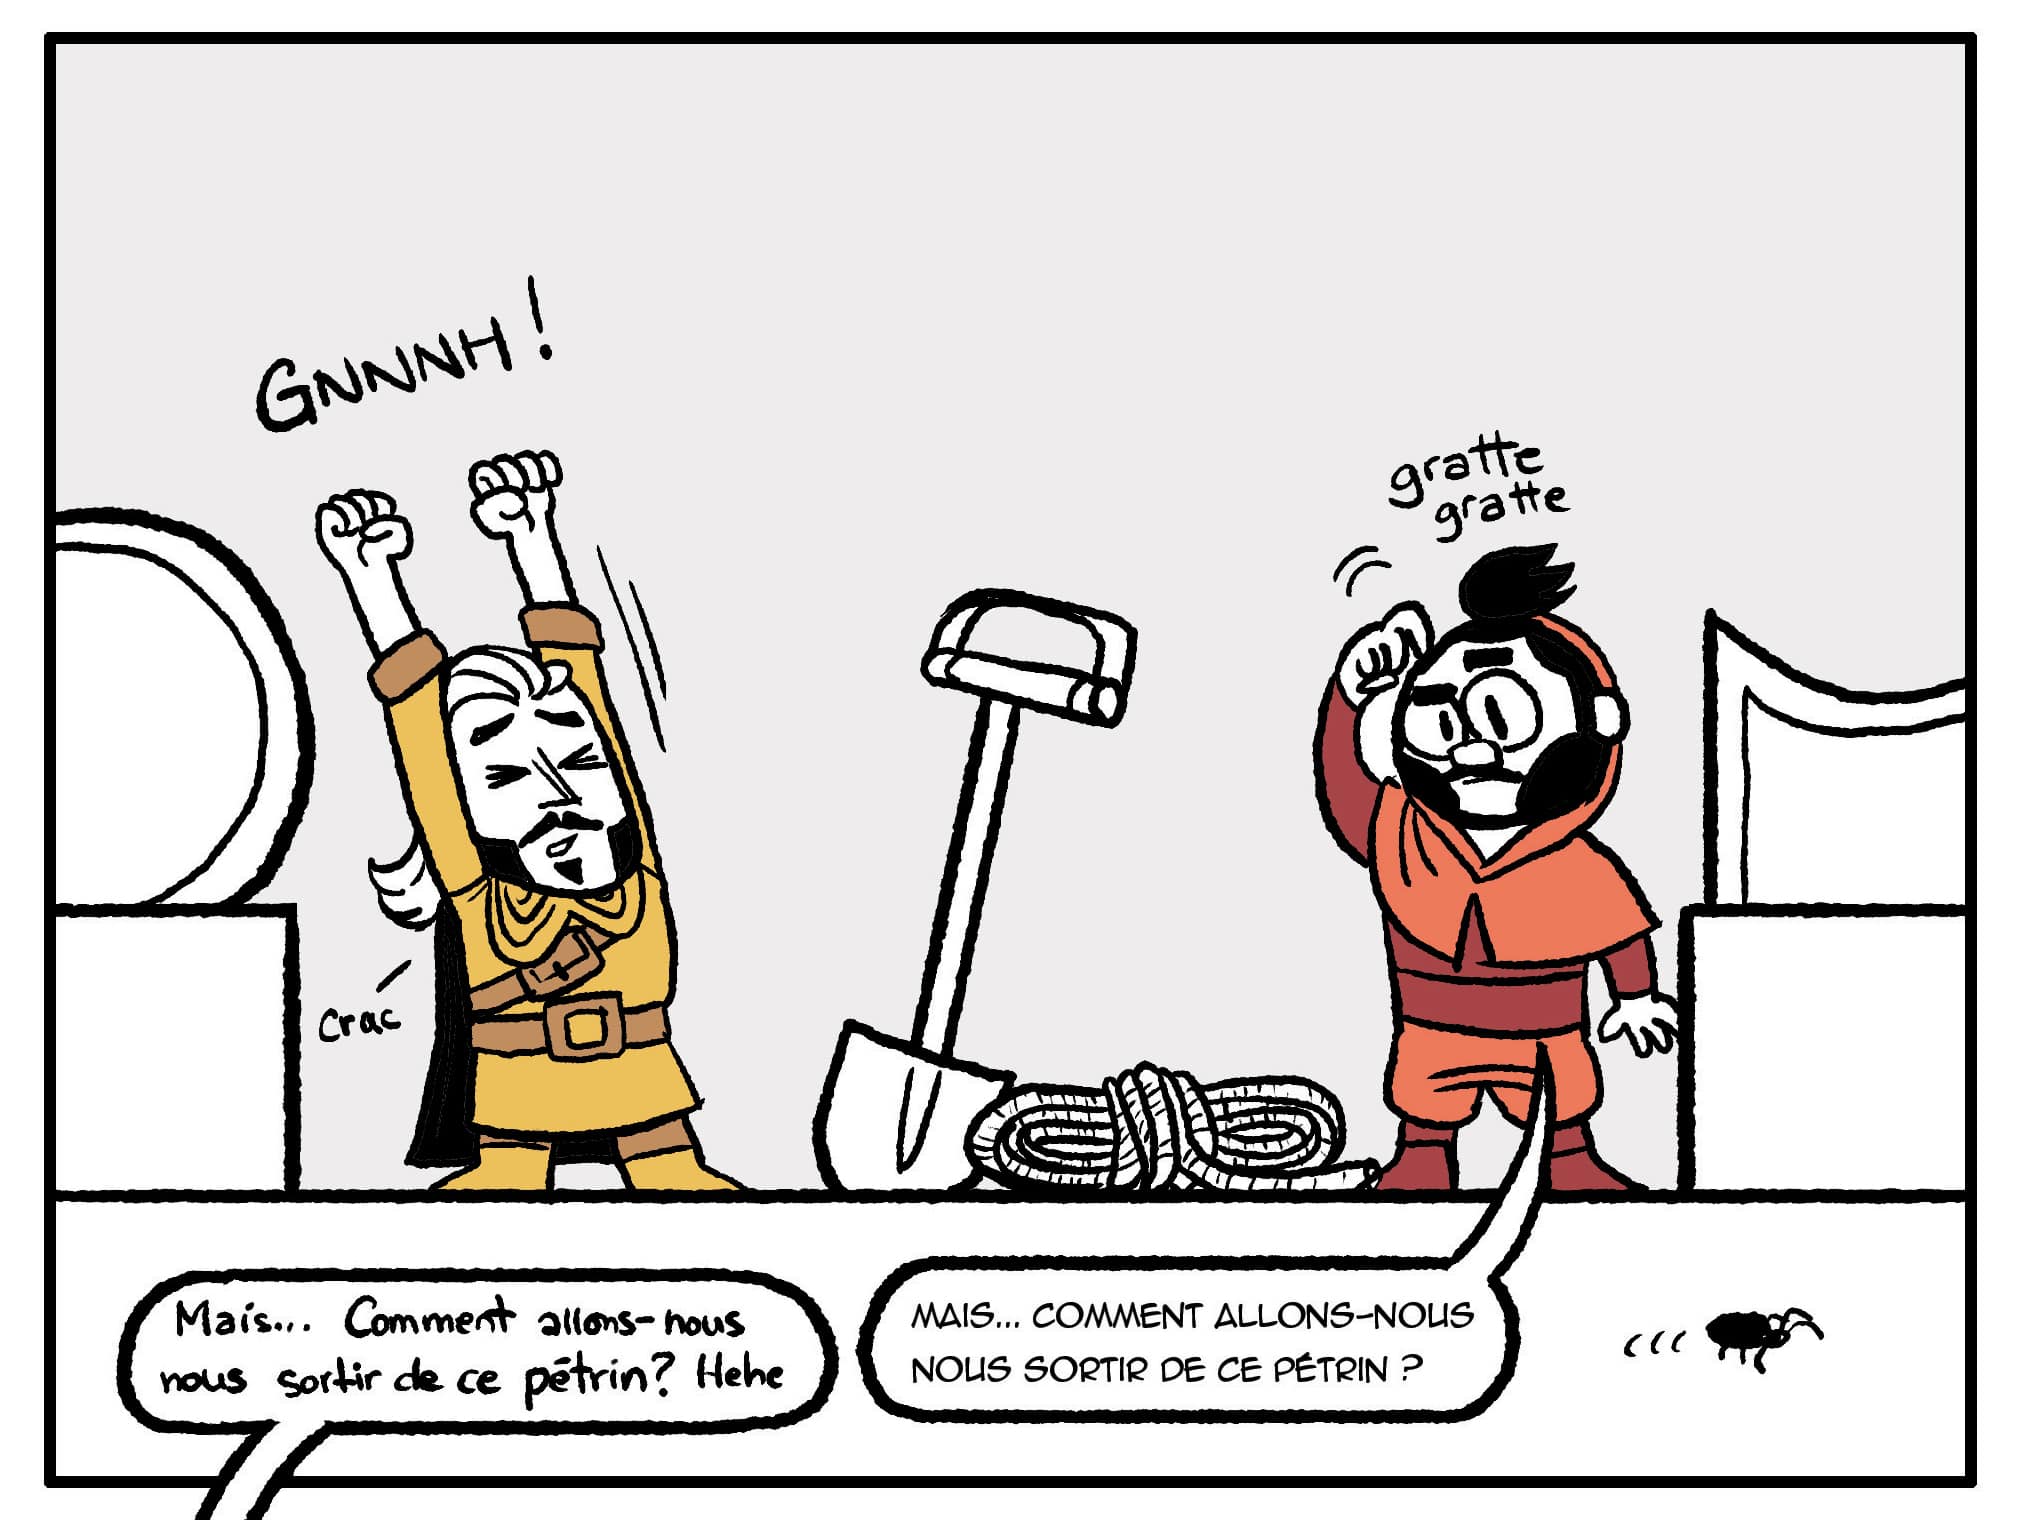 GNNNH!
gratte
gratte
crac
Mais... Comment allons-nous
nous sortir de ce pétrin? Hehe
MAIS... COMMENT ALLONS-NOUS
NOUS SORTIR DE CE PÉTRIN ?